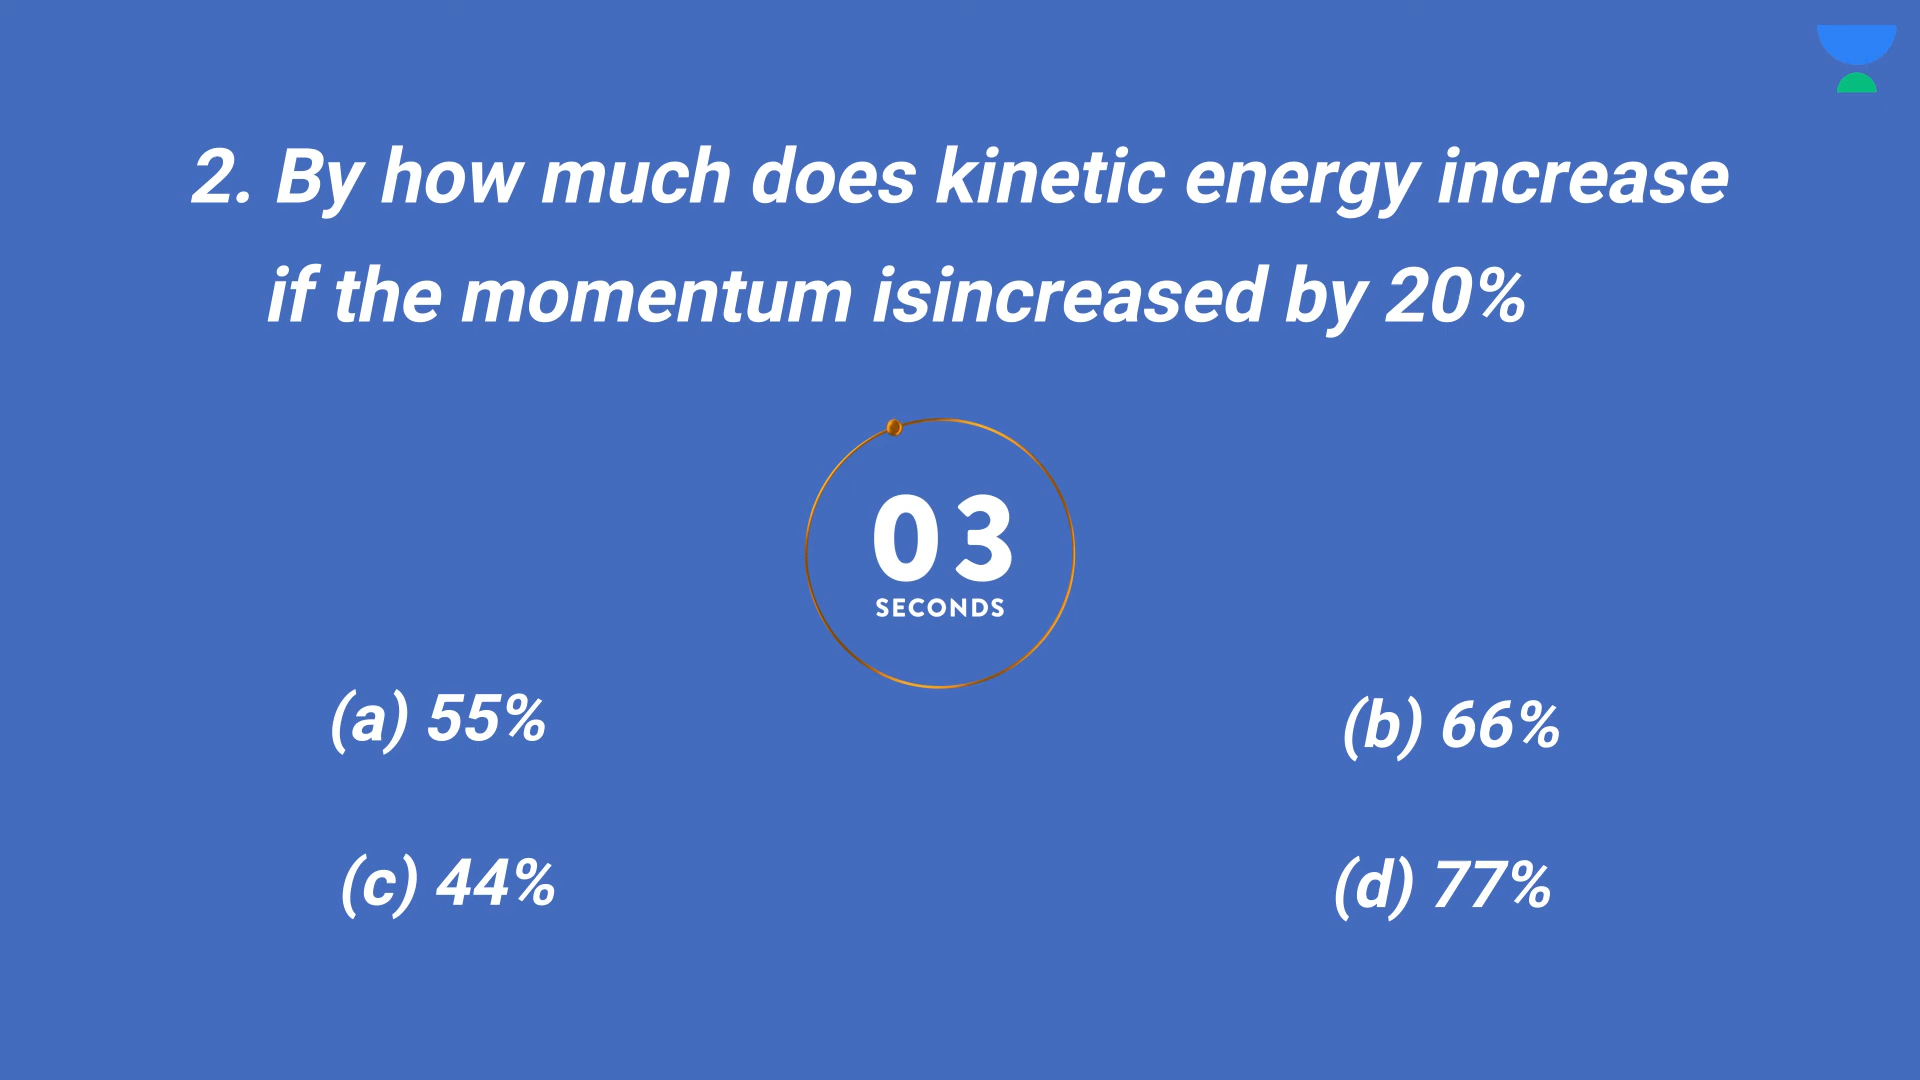 2. By how much does kinetic energy increase
if the momentum isincreased by 20%
03
SECONDS
(a) 55%
(b) 66%
(c) 44%
(d) 77%